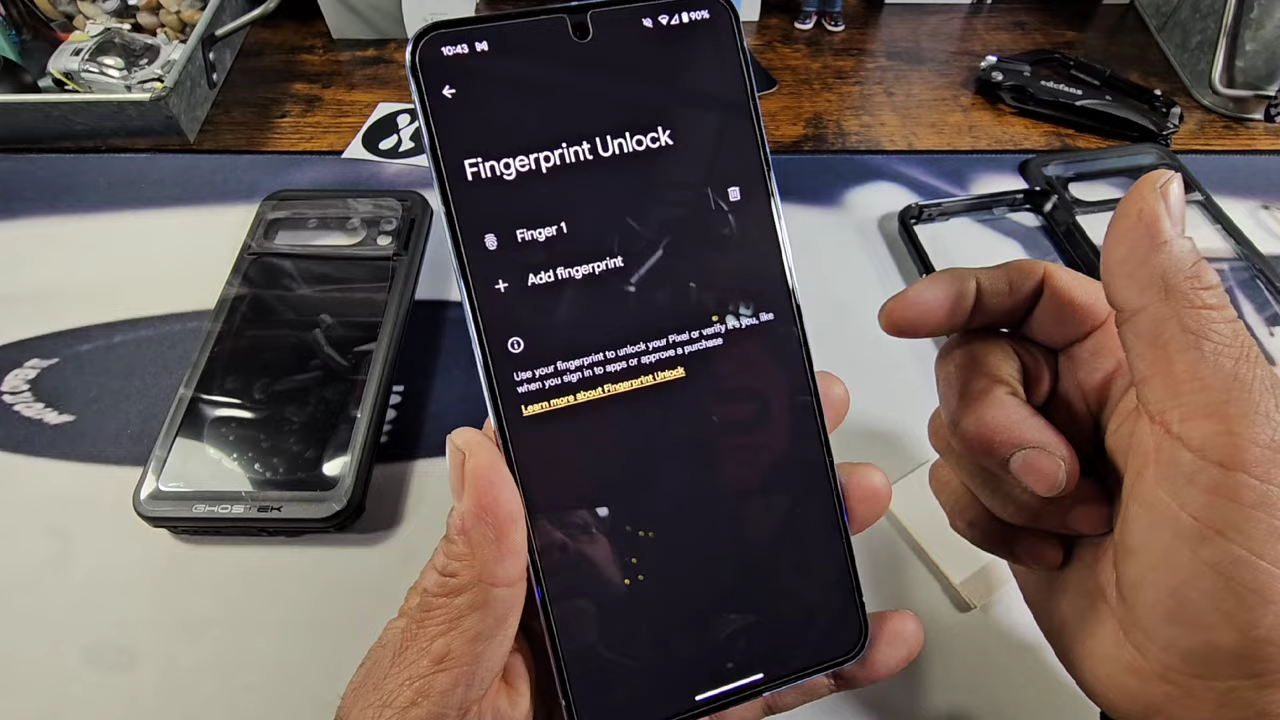 10:43
90%
Fingerprint Unlock
Finger 1
Add fingerprint
Use your fingerprint to unlock your Pixel or verify it's you, like
when you sign in to apps or approve a purchase
Learn more about Fingerprint Unlock
GHOSTEK
edcfans